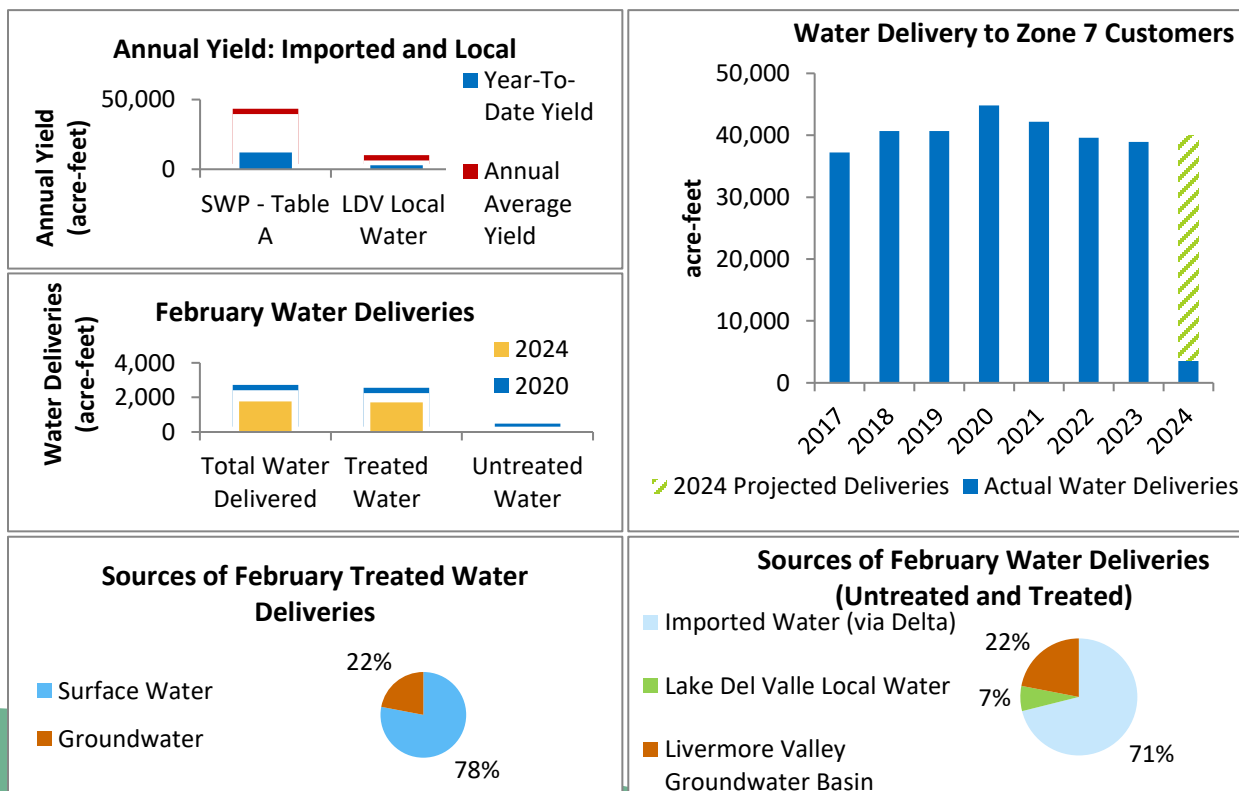 Annual Yield: Imported and Local
Annual Yield
(acre-feet)
50,000
0
SWP - Table
A
LDV Local
Water
Year-To-
Date Yield
Annual
Average
Yield
February Water Deliveries
Water Deliveries
(acre-feet)
4,000
2,000
0
2024
2020
Total Water
Delivered
Treated
Water
Untreated
Water
Water Delivery to Zone 7 Customers
acre-feet
50,000
40,000
30,000
20,000
10,000
0
2017
2018
2019
2020
2021
2022
2023
2024
2024 Projected Deliveries
Actual Water Deliveries
Sources of February Treated Water
Deliveries
Surface Water
Groundwater
22%
78%
Sources of February Water Deliveries
(Untreated and Treated)
Imported Water (via Delta)
Lake Del Valle Local Water
Livermore Valley
Groundwater Basin
22%
7%
71%